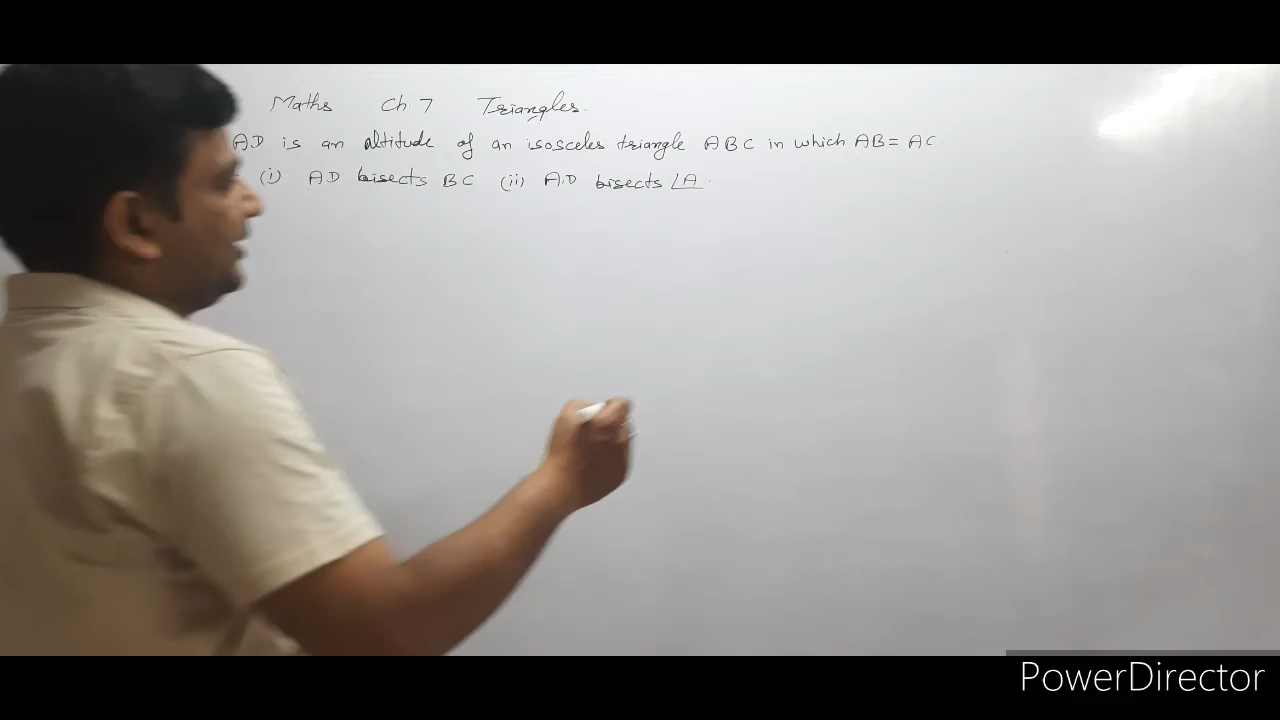 Maths Ch. 7 Triangles.
AD is an altitude of an isosceles triangle ABC in which AB = AC.
(i) AD bisects BC (ii) AD bisects ∠A.
PowerDirector